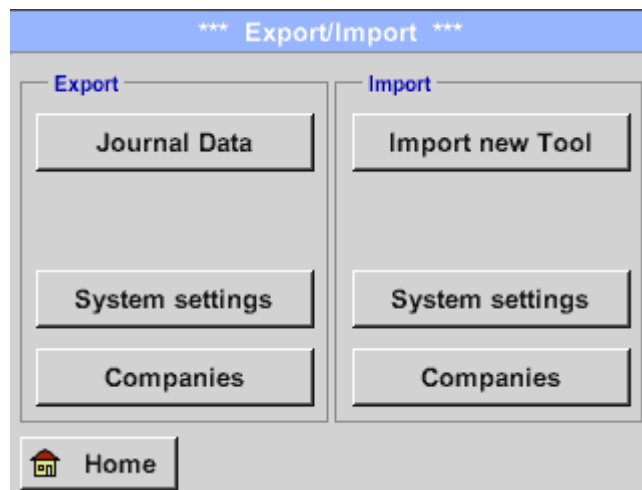 *** Export/Import ***
Export
Journal Data
System settings
Companies
Import
Import new Tool
System settings
Companies
Home